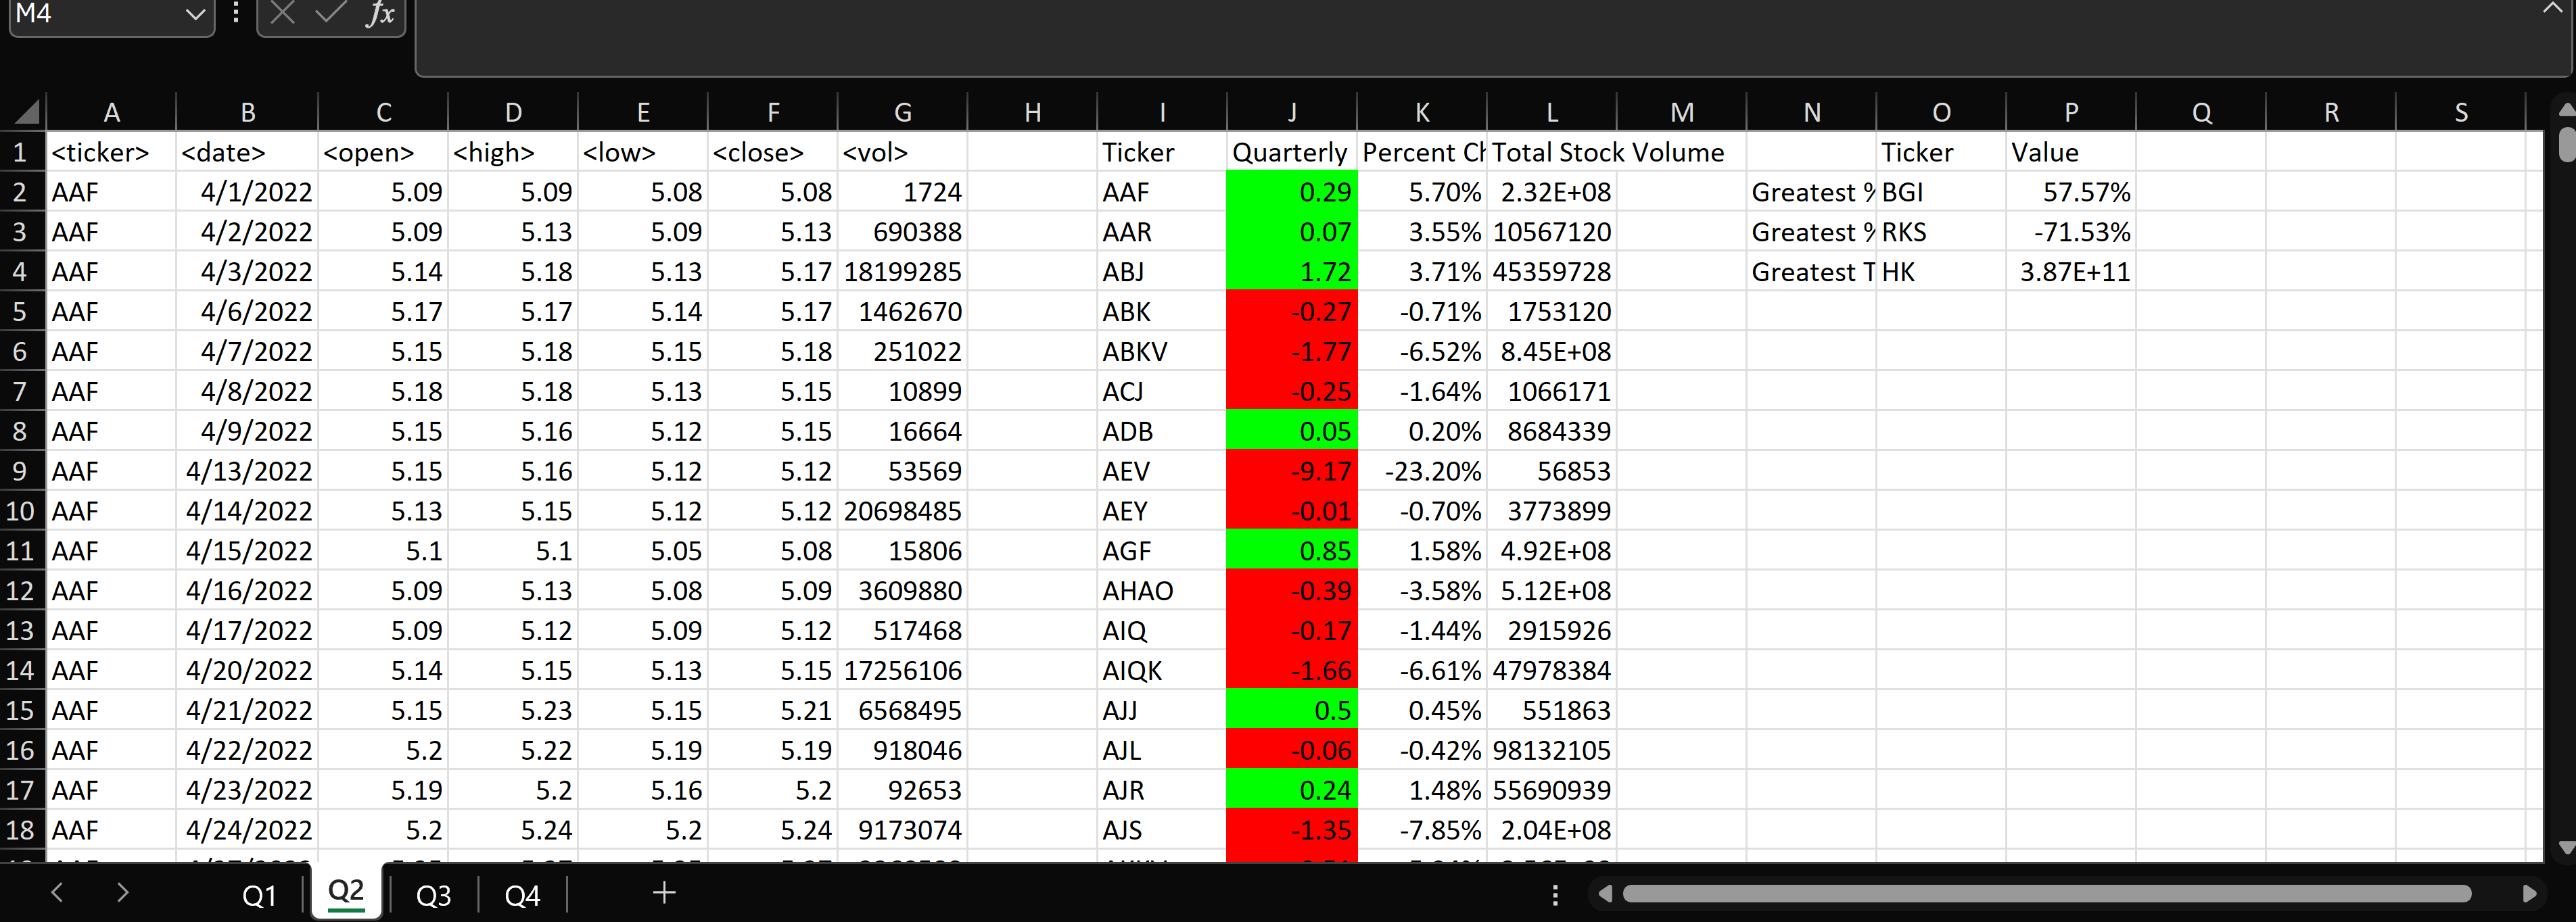 M4 fx
A B C D E F G H I J K L M N O P Q R S
1 <ticker> <date> <open> <high> <low> <close> <vol> Ticker Quarterly Percent Ch Total Stock Volume Ticker Value
2 AAF 4/1/2022 5.09 5.09 5.08 5.08 1724 AAF 0.29 5.70% 2.32E+08 Greatest % BGI 57.57%
3 AAF 4/2/2022 5.09 5.13 5.09 5.13 690388 AAR 0.07 3.55% 10567120 Greatest % RKS -71.53%
4 AAF 4/3/2022 5.14 5.18 5.13 5.17 18199285 ABJ 1.72 3.71% 45359728 Greatest T HK 3.87E+11
5 AAF 4/6/2022 5.17 5.17 5.14 5.17 1462670 ABK -0.27 -0.71% 1753120
6 AAF 4/7/2022 5.15 5.18 5.15 5.18 251022 ABKV -1.77 -6.52% 8.45E+08
7 AAF 4/8/2022 5.18 5.18 5.13 5.15 10899 ACJ -0.25 -1.64% 1066171
8 AAF 4/9/2022 5.15 5.16 5.12 5.15 16664 ADB 0.05 0.20% 8684339
9 AAF 4/13/2022 5.15 5.16 5.12 5.12 53569 AEV -9.17 -23.20% 56853
10 AAF 4/14/2022 5.13 5.15 5.12 5.12 20698485 AEY -0.01 -0.70% 3773899
11 AAF 4/15/2022 5.1 5.1 5.05 5.08 15806 AGF 0.85 1.58% 4.92E+08
12 AAF 4/16/2022 5.09 5.13 5.08 5.09 3609880 AHAO -0.39 -3.58% 5.12E+08
13 AAF 4/17/2022 5.09 5.12 5.09 5.12 517468 AIQ -0.17 -1.44% 2915926
14 AAF 4/20/2022 5.14 5.15 5.13 5.15 17256106 AIQK -1.66 -6.61% 47978384
15 AAF 4/21/2022 5.15 5.23 5.15 5.21 6568495 AJJ 0.5 0.45% 551863
16 AAF 4/22/2022 5.2 5.22 5.19 5.19 918046 AJL -0.06 -0.42% 98132105
17 AAF 4/23/2022 5.19 5.2 5.16 5.2 92653 AJR 0.24 1.48% 55690939
18 AAF 4/24/2022 5.2 5.24 5.2 5.24 9173074 AJS -1.35 -7.85% 2.04E+08
Q1 Q2 Q3 Q4